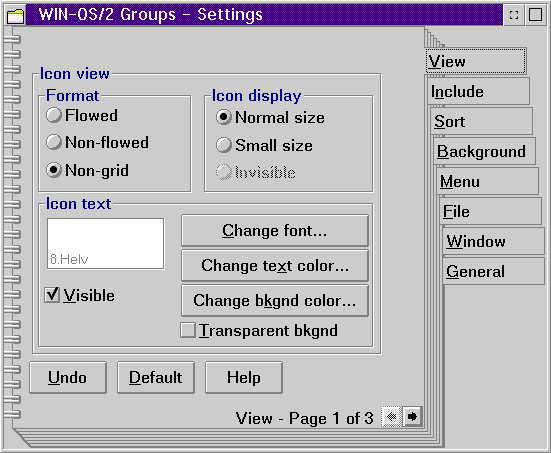 WIN-OS/2 Groups - Settings
View
Include
Sort
Background
Menu
File
Window
General
Icon view
Format
Flowed
Non-flowed
Non-grid
Icon display
Normal size
Small size
Invisible
Icon text
8.Helv
Visible
Change font...
Change text color...
Change bkgnd color...
Transparent bkgnd
Undo
Default
Help
View - Page 1 of 3